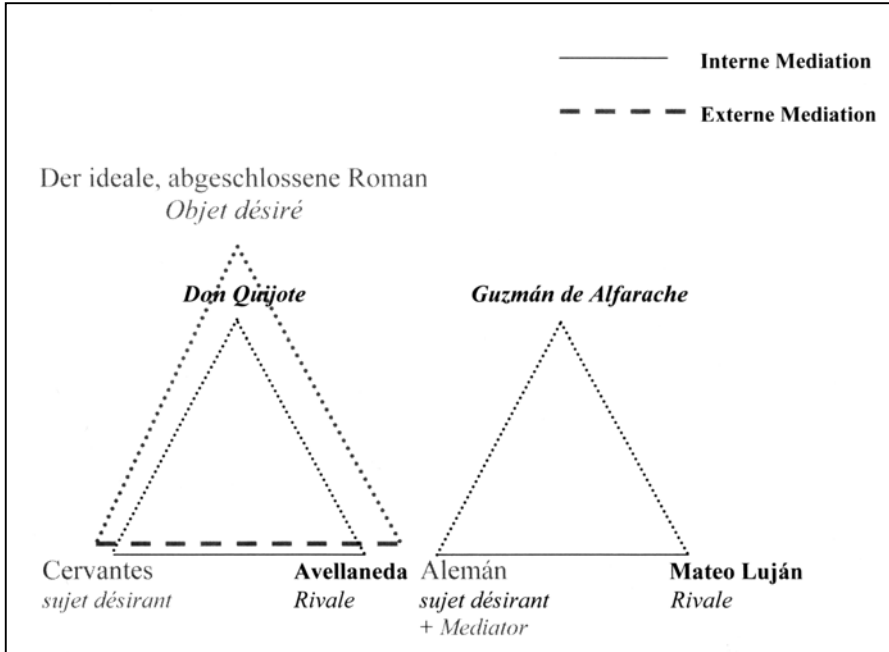 Interne Mediation
Externe Mediation
Der ideale, abgeschlossene Roman
Objet désiré
Don Quijote
Guzmán de Alfarache
Cervantes
sujet désirant
Avellaneda
Rivale
Alemán
sujet désirant
+ Mediator
Mateo Luján
Rivale